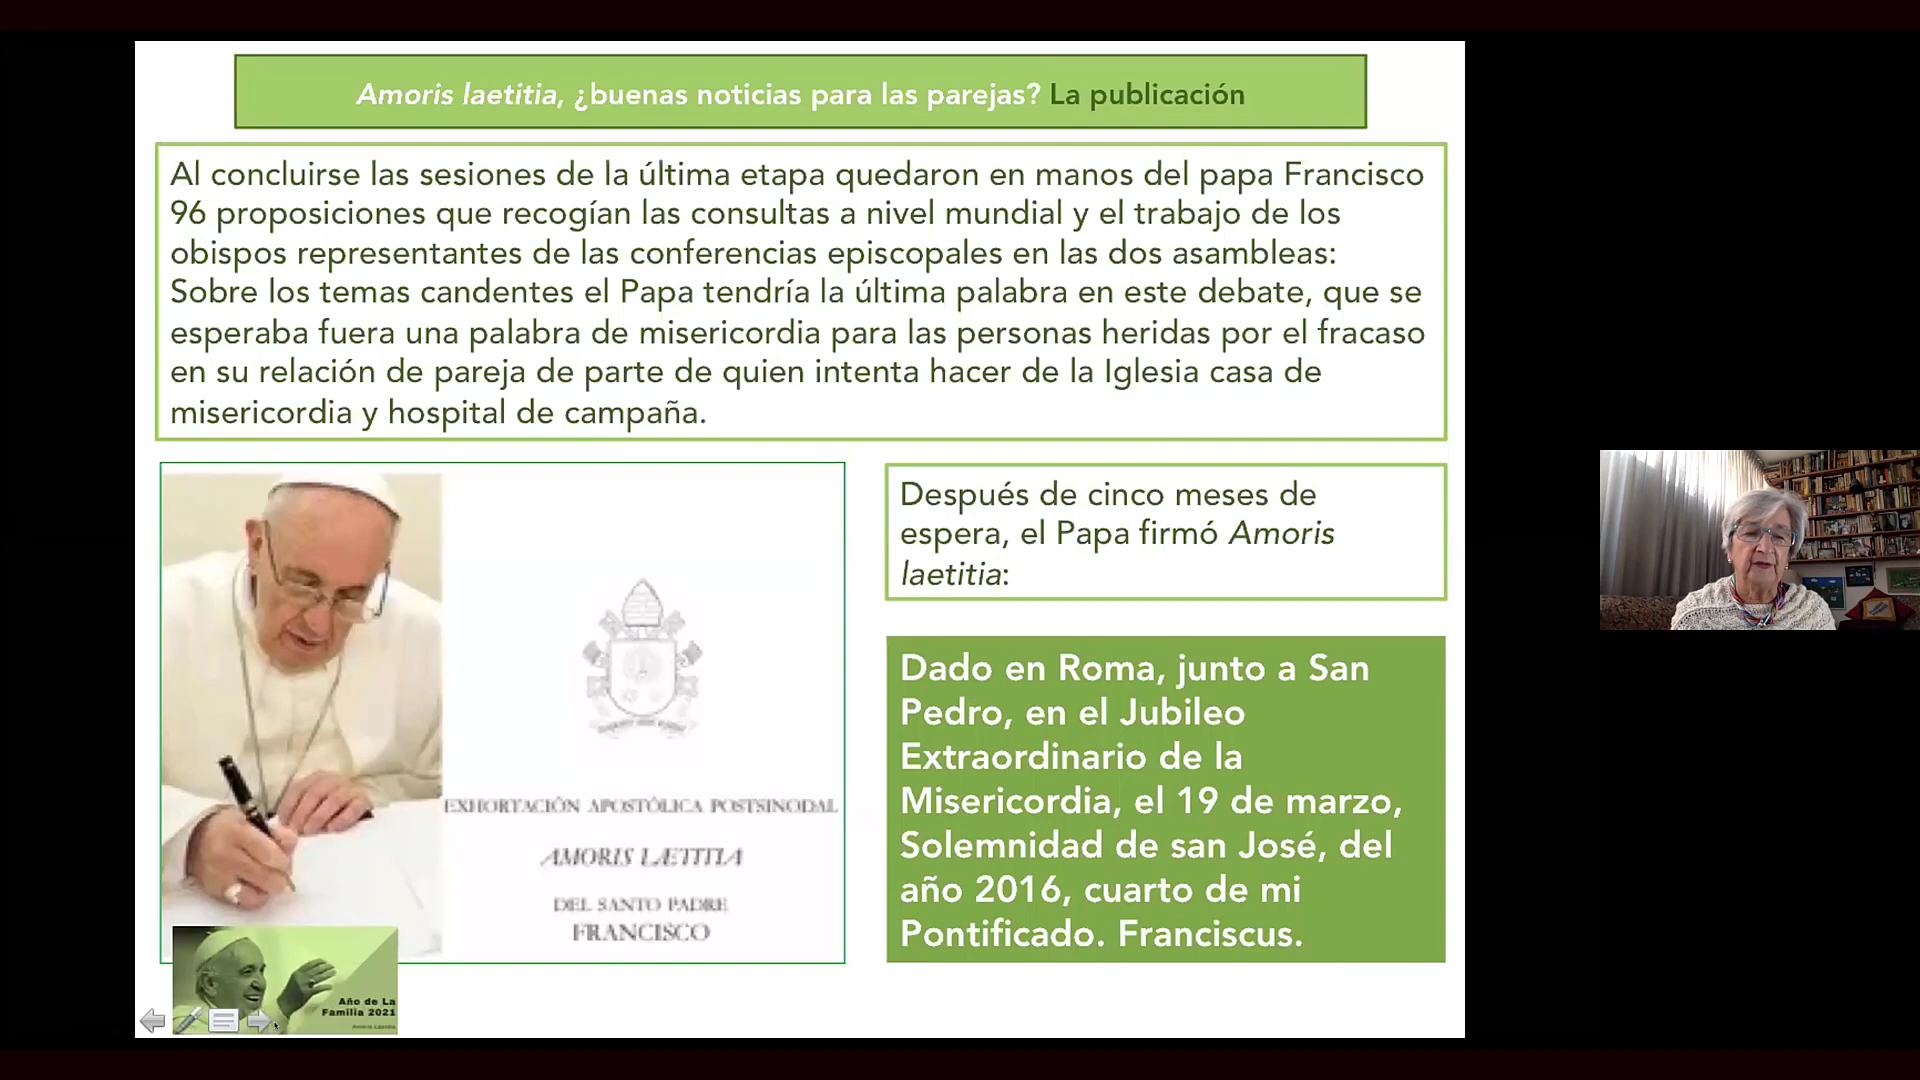 Amoris laetitia, ¿buenas noticias para las parejas? La publicación
Al concluirse las sesiones de la última etapa quedaron en manos del papa Francisco
96 proposiciones que recogían las consultas a nivel mundial y el trabajo de los
obispos representantes de las conferencias episcopales en las dos asambleas:
Sobre los temas candentes el Papa tendría la última palabra en este debate, que se
esperaba fuera una palabra de misericordia para las personas heridas por el fracaso
en su relación de pareja de parte de quien intenta hacer de la Iglesia casa de
misericordia y hospital de campaña.
EXHORTACIÓN APOSTÓLICA POSTSINODAL
AMORIS LÆTITIA
DEL SANTO PADRE
FRANCISCO
Año de La
Familia 2021
Amoris Laetitia
Después de cinco meses de
espera, el Papa firmó Amoris
laetitia:
Dado en Roma, junto a San
Pedro, en el Jubileo
Extraordinario de la
Misericordia, el 19 de marzo,
Solemnidad de san José, del
año 2016, cuarto de mi
Pontificado. Franciscus.